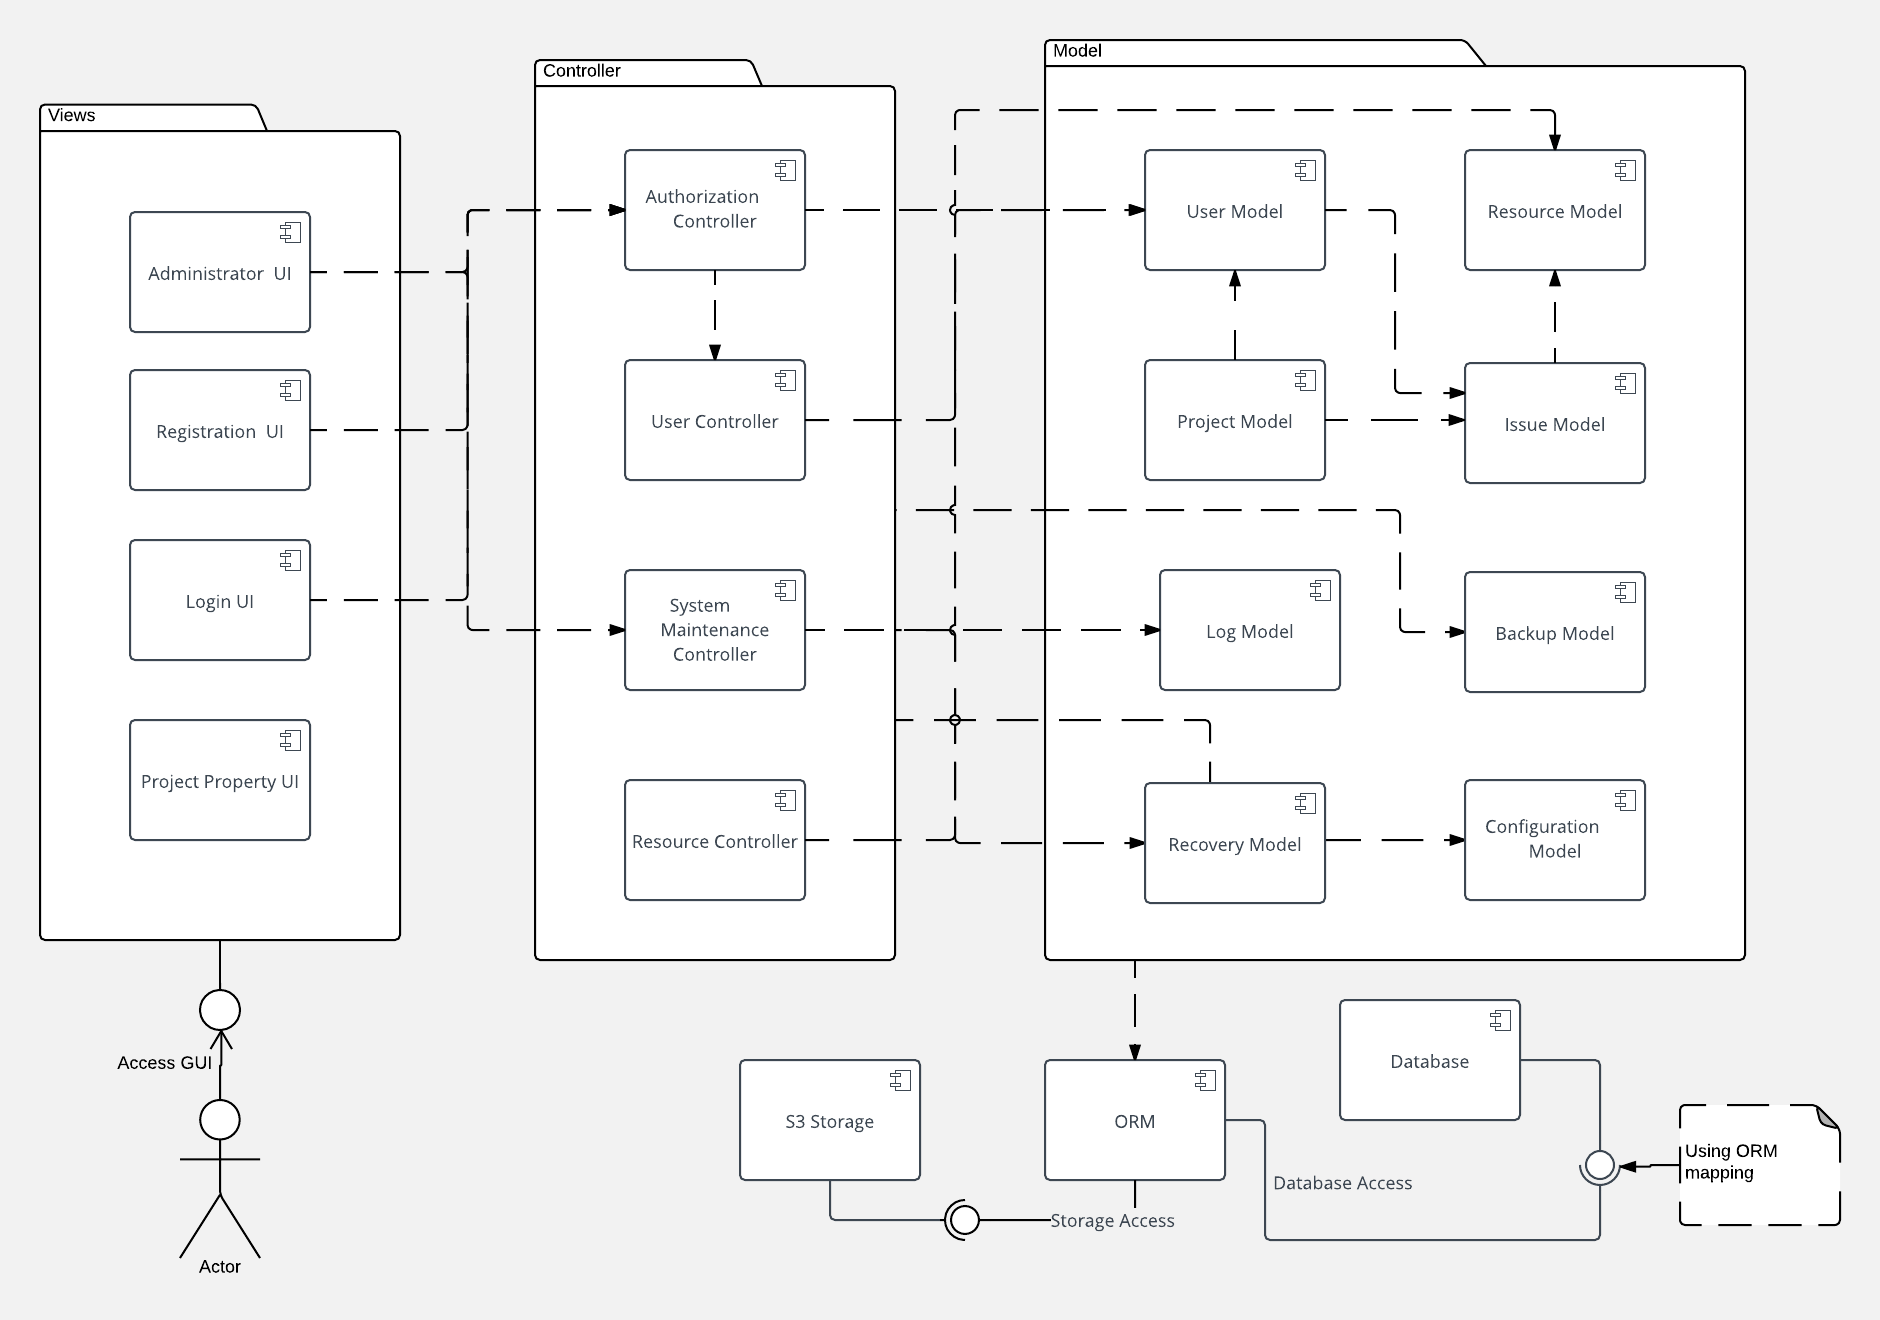 Model
Controller
Views
Authorization
Controller
User Model
Resource Model
Administrator  UI
User Controller
Project Model
Issue Model
Registration  UI
Login UI
System
Maintenance
Controller
Log Model
Backup Model
Project Property UI
Resource Controller
Recovery Model
Configuration
Model
Access GUI
S3 Storage
ORM
Database
Using ORM
mapping
Database Access
Storage Access
Actor